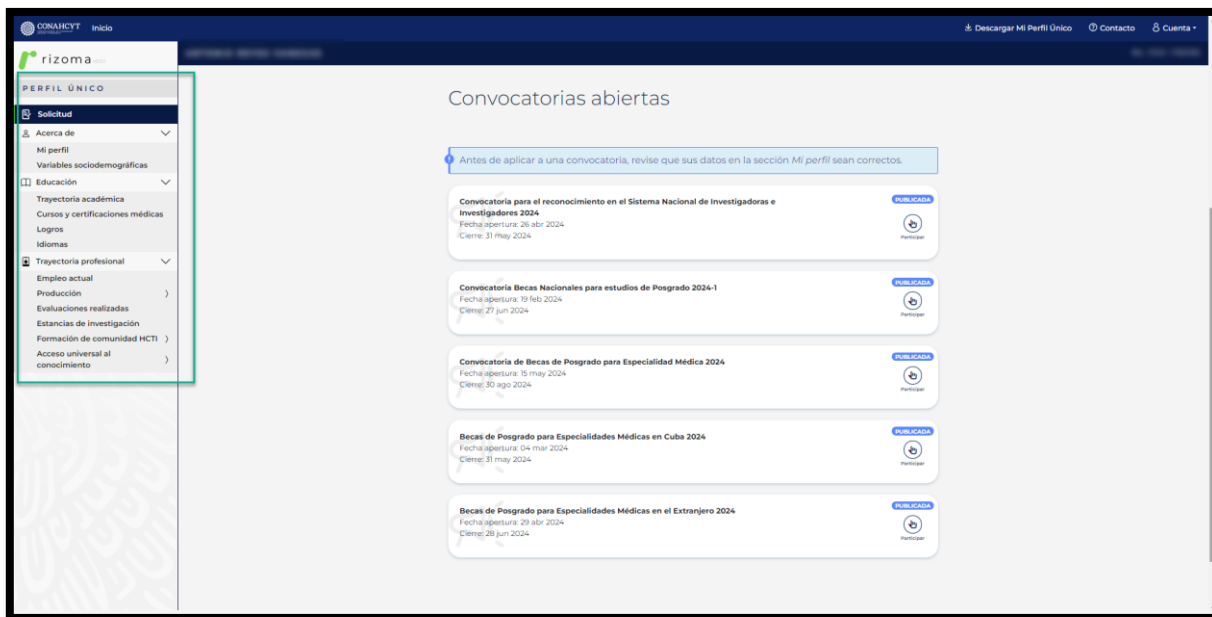 CONAHCYT Inicio
Descargar Mi Perfil Único Contacto Cuenta
rizoma
PERFIL ÚNICO
Solicitud
Acerca de
Mi perfil
Variables sociodemográficas
Educación
Trayectoria académica
Cursos y certificaciones médicas
Logros
Idiomas
Trayectoria profesional
Empleo actual
Producción
Evaluaciones realizadas
Estancias de investigación
Formación de comunidad HCTI
Acceso universal al
conocimiento
Convocatorias abiertas
Antes de aplicar a una convocatoria, revise que sus datos en la sección Mi perfil sean correctos.
Convocatoria para el reconocimiento en el Sistema Nacional de Investigadoras e
Investigadores 2024
Fecha apertura: 26 abr 2024
Cierre: 31 may 2024
PUBLICADA
Participar
Convocatoria Becas Nacionales para estudios de Posgrado 2024-1
Fecha apertura: 19 feb 2024
Cierre: 27 jun 2024
PUBLICADA
Participar
Convocatoria de Becas de Posgrado para Especialidad Médica 2024
Fecha apertura: 15 may 2024
Cierre: 30 ago 2024
PUBLICADA
Participar
Becas de Posgrado para Especialidades Médicas en Cuba 2024
Fecha apertura: 04 mar 2024
Cierre: 31 may 2024
PUBLICADA
Participar
Becas de Posgrado para Especialidades Médicas en el Extranjero 2024
Fecha apertura: 29 abr 2024
Cierre: 28 jun 2024
PUBLICADA
Participar